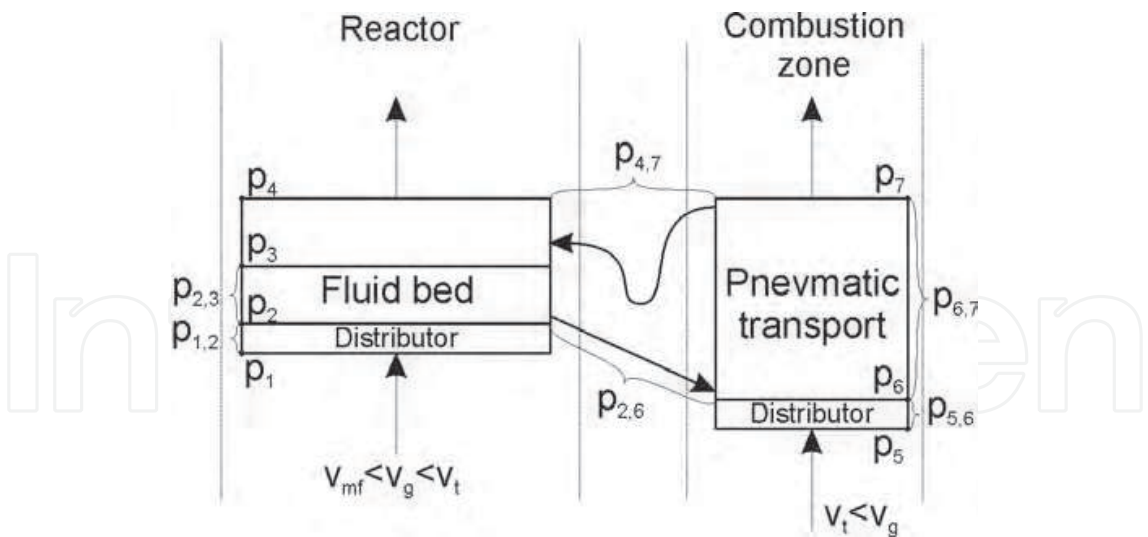 Reactor
Combustion
zone
p4,7
p4
p7
p3
p2,3
Fluid bed
Pnevmatic
transport
p6,7
p2
p1,2
Distributor
p1
p6
p2,6
Distributor
p5,6
p5
vmf<vg<vt
vt<vg